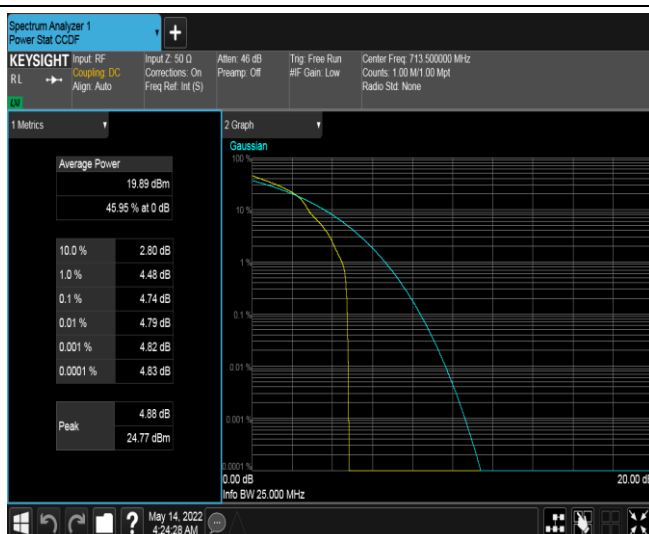 Spectrum Analyzer 1
Power Stat CCDF
+
KEYSIGHT
RL
Input: RF
Coupling: DC
Align: Auto
Input Z: 50 Ω
Corrections: On
Freq Ref: Int (S)
Atten: 46 dB
Preamp: Off
Trig: Free Run
#IF Gain: Low
Center Freq: 713.500000 MHz
Counts: 1.00 M/1.00 Mpt
Radio Std: None
1 Metrics
Average Power
19.89 dBm
45.95 % at 0 dB
10.0 % 2.80 dB
1.0 % 4.48 dB
0.1 % 4.74 dB
0.01 % 4.79 dB
0.001 % 4.82 dB
0.0001 % 4.83 dB
Peak
4.88 dB
24.77 dBm
2 Graph
Gaussian
100 %
10 %
1 %
0.1 %
0.01 %
0.001 %
0.0001 %
0.00 dB
20.00 d
Info BW 25.000 MHz
?
May 14, 2022
4:24:28 AM